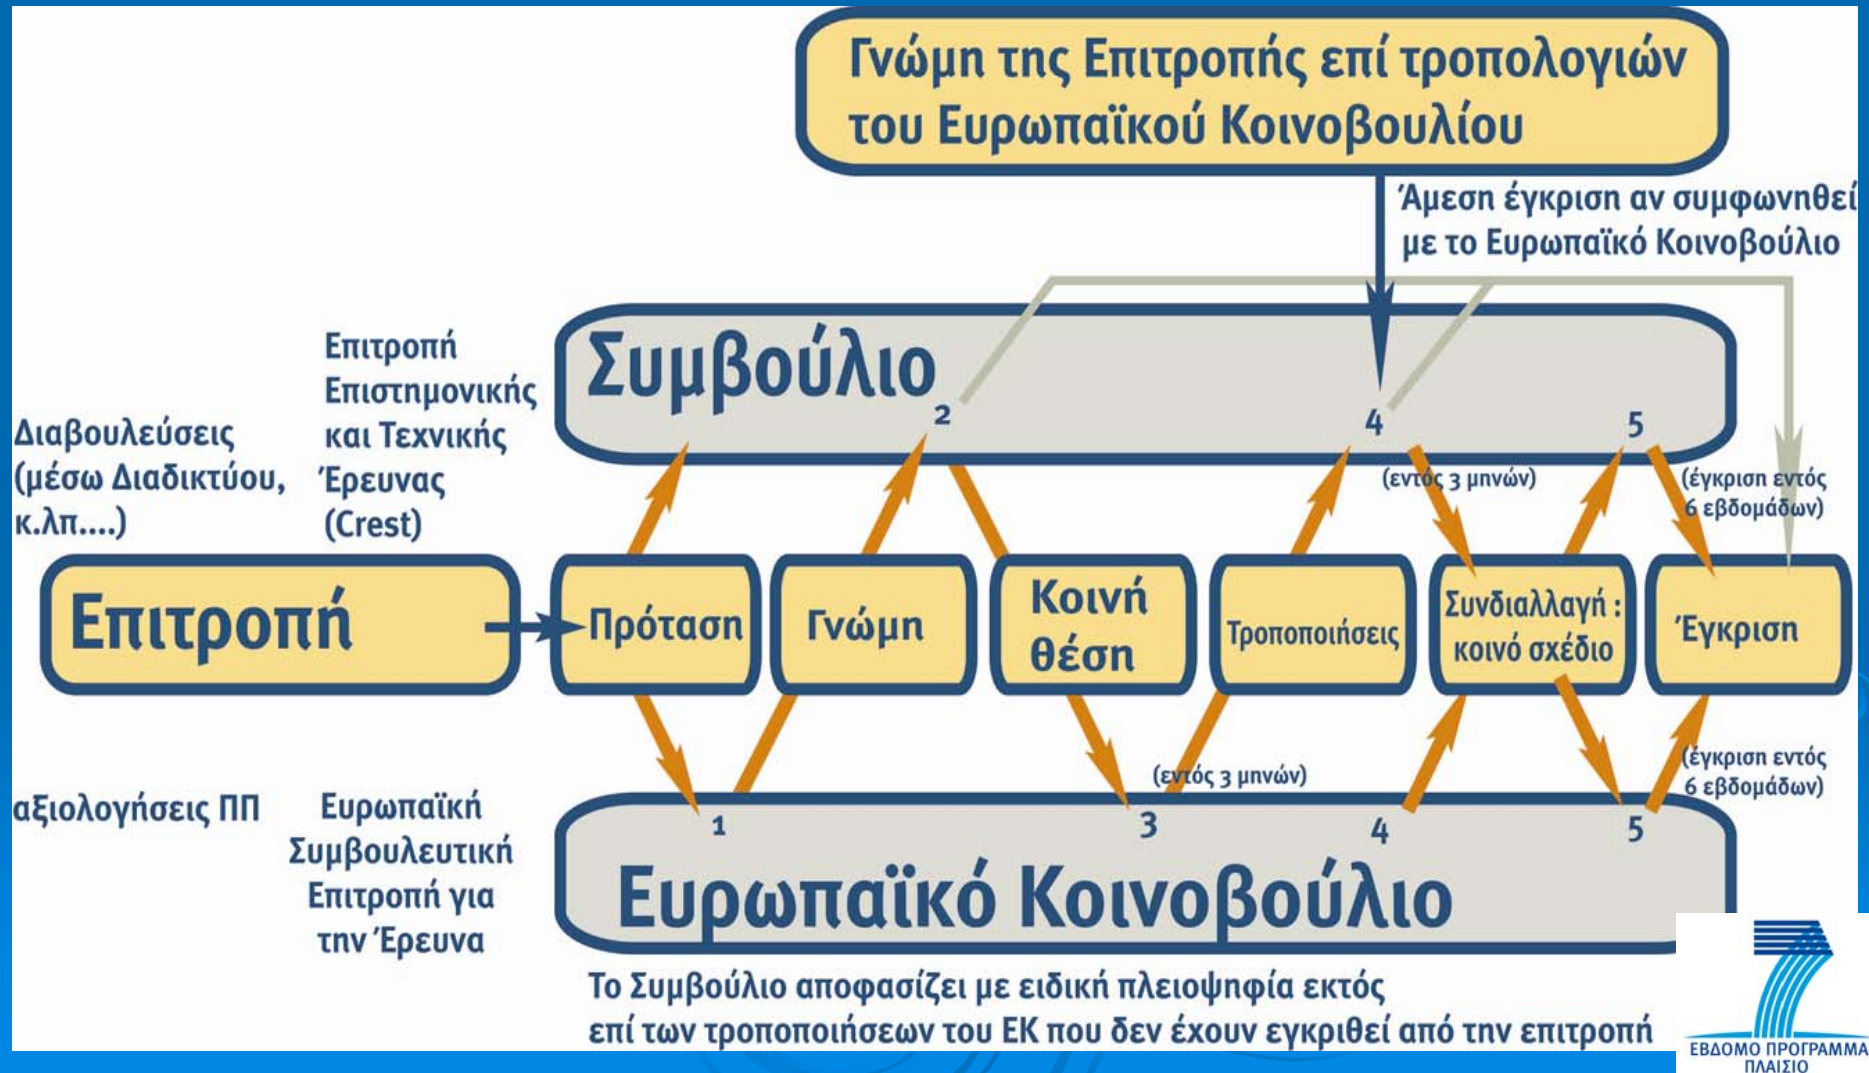 Γνώμη της Επιτροπής επί τροπολογιών
του Ευρωπαϊκού Κοινοβουλίου
Άμεση έγκριση αν συμφωνηθεί
με το Ευρωπαϊκό Κοινοβούλιο
Συμβούλιο
2
4
5
Επιτροπή
Επιστημονικής
και Τεχνικής
Έρευνας
(Crest)
Διαβουλεύσεις
(μέσω Διαδικτύου,
κ.λπ....)
(εντός 3 μηνών)
(έγκριση εντός
6 εβδομάδων)
Επιτροπή
Πρόταση
Γνώμη
Κοινή
θέση
Τροποποιήσεις
Συνδιαλλαγή :
κοινό σχέδιο
Έγκριση
(εντός 3 μηνών)
(έγκριση εντός
6 εβδομάδων)
αξιολογήσεις ΠΠ
Ευρωπαϊκή
Συμβουλευτική
Επιτροπή για
την Έρευνα
1
3
4
5
Ευρωπαϊκό Κοινοβούλιο
Το Συμβούλιο αποφασίζει με ειδική πλειοψηφία εκτός
επί των τροποποιήσεων του ΕΚ που δεν έχουν εγκριθεί από την επιτροπή
ΕΒΔΟΜΟ ΠΡΟΓΡΑΜΜΑ
ΠΛΑΙΣΙΟ